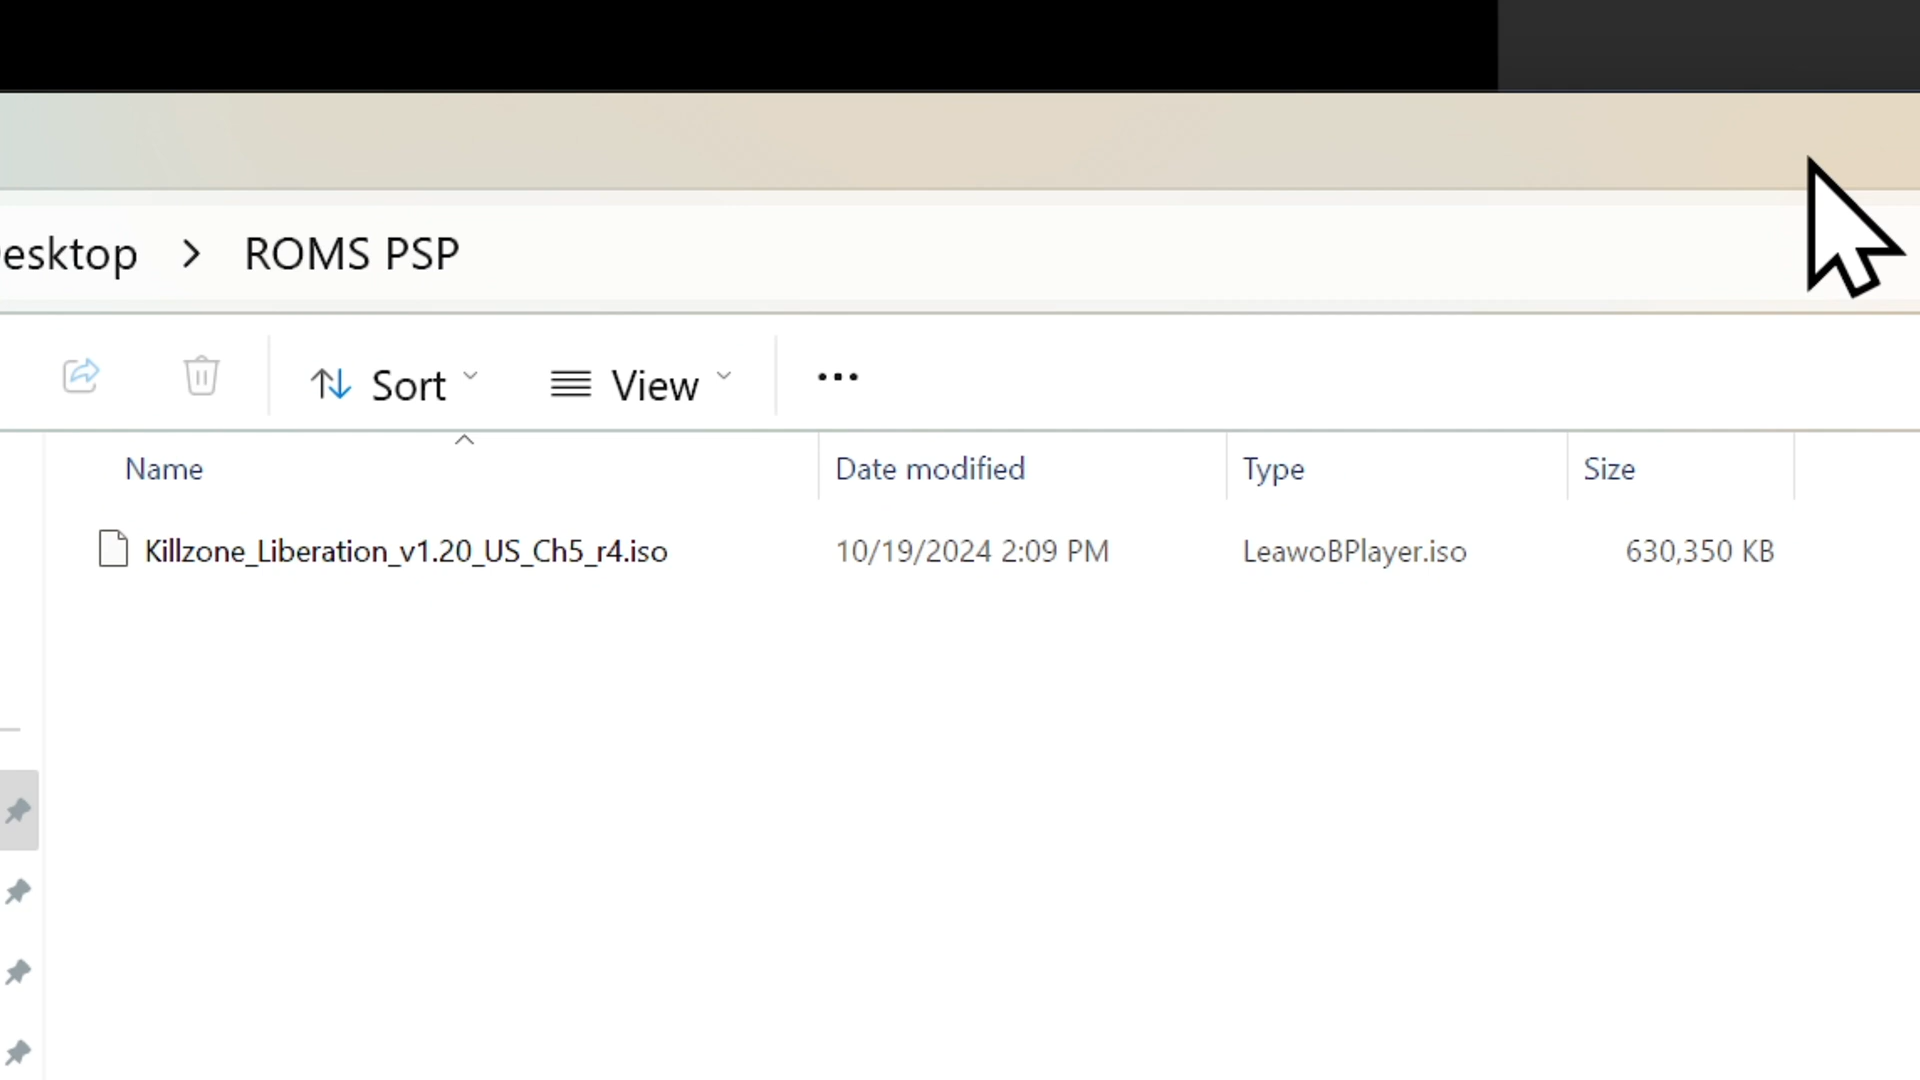 esktop > ROMS PSP
Sort View ...
Name Date modified Type Size
Killzone_Liberation_v1.20_US_Ch5_r4.iso 10/19/2024 2:09 PM LeawoBPlayer.iso 630,350 KB